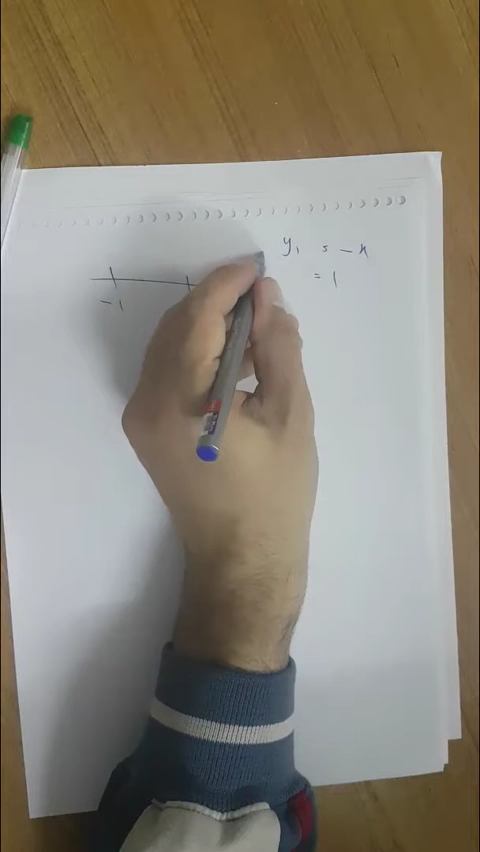 y₁ = -x
= 1
-1